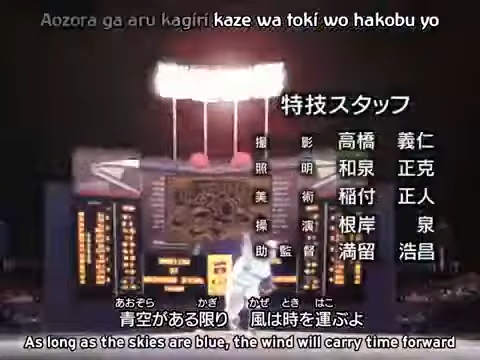 Aozora ga aru kagiri kaze wa toki wo hakobu yo
特技スタッフ
撮影 高橋 義仁
照明 和泉 正克
美術 稲付 正人
操演 根岸 泉
助監督 満留 浩昌
あおぞら かぎ かぜ とき はこ
青空がある限り 風は時を運ぶよ
As long as the skies are blue, the wind will carry time forward